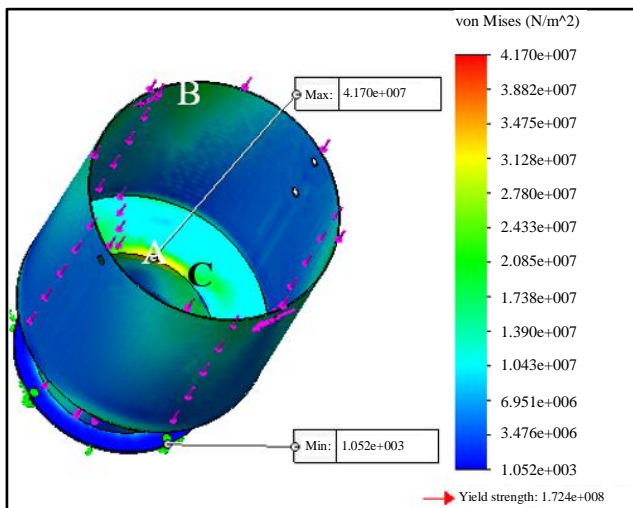 von Mises (N/m^2)
B
Max: 4.170e+007
A
C
Min: 1.052e+003
4.170e+007
3.882e+007
3.475e+007
3.128e+007
2.780e+007
2.433e+007
2.085e+007
1.738e+007
1.390e+007
1.043e+007
6.951e+006
3.476e+006
1.052e+003
Yield strength: 1.724e+008